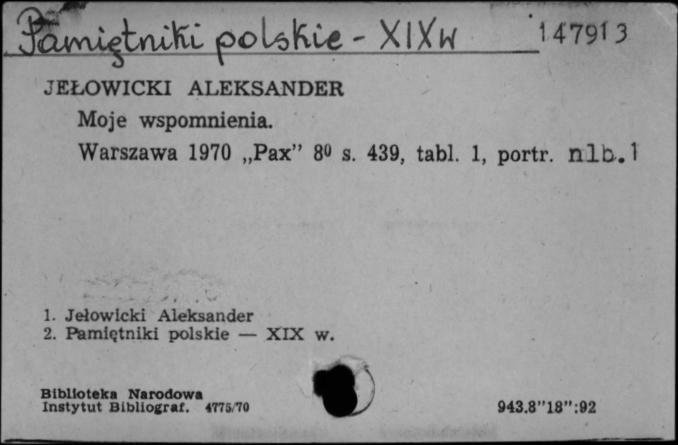 Pamiętniki polskie - XIXw 147913
JEŁOWICKI ALEKSANDER
Moje wspomnienia.
Warszawa 1970 „Pax” 8⁰ s. 439, tabl. 1, portr. nlb.1
1. Jełowicki Aleksander
2. Pamiętniki polskie — XIX w.
Biblioteka Narodowa
Instytut Bibliograf. 4775/70
943.8”18”:92